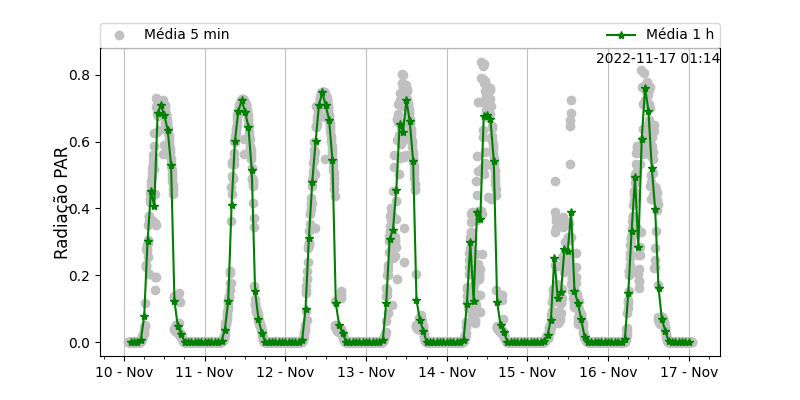 Média 5 min
Média 1 h
2022-11-17 01:14
Radiação PAR
0.8
0.6
0.4
0.2
0.0
10 - Nov
11 - Nov
12 - Nov
13 - Nov
14 - Nov
15 - Nov
16 - Nov
17 - Nov